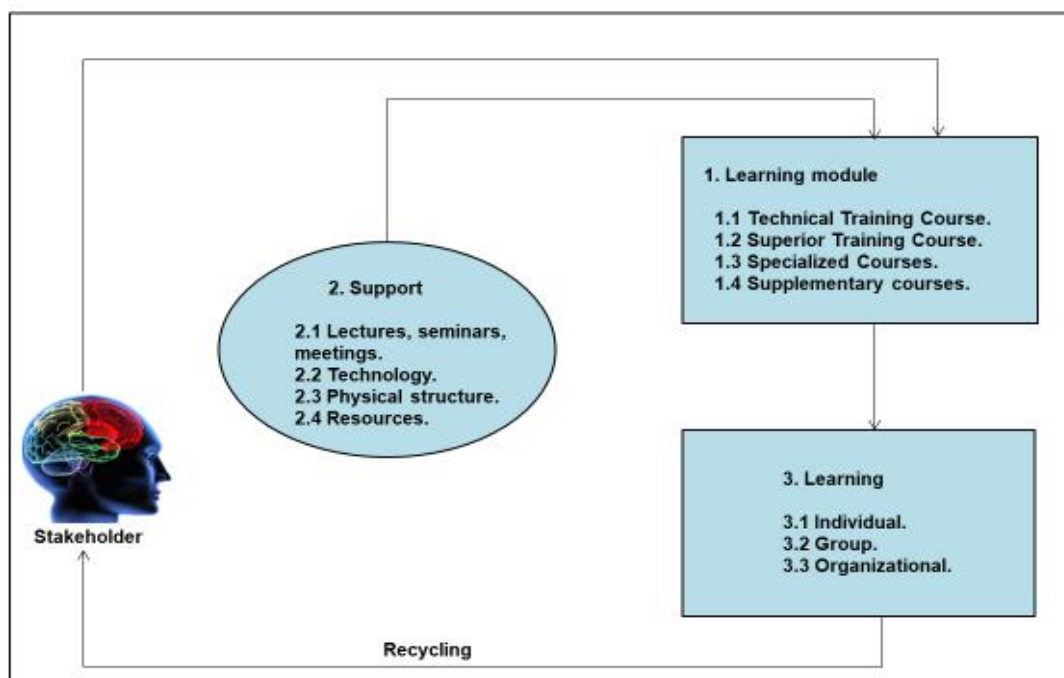 1. Learning module
1.1 Technical Training Course.
1.2 Superior Training Course.
1.3 Specialized Courses.
1.4 Supplementary courses.
2. Support
2.1 Lectures, seminars,
meetings.
2.2 Technology.
2.3 Physical structure.
2.4 Resources.
Stakeholder
3. Learning
3.1 Individual.
3.2 Group.
3.3 Organizational.
Recycling